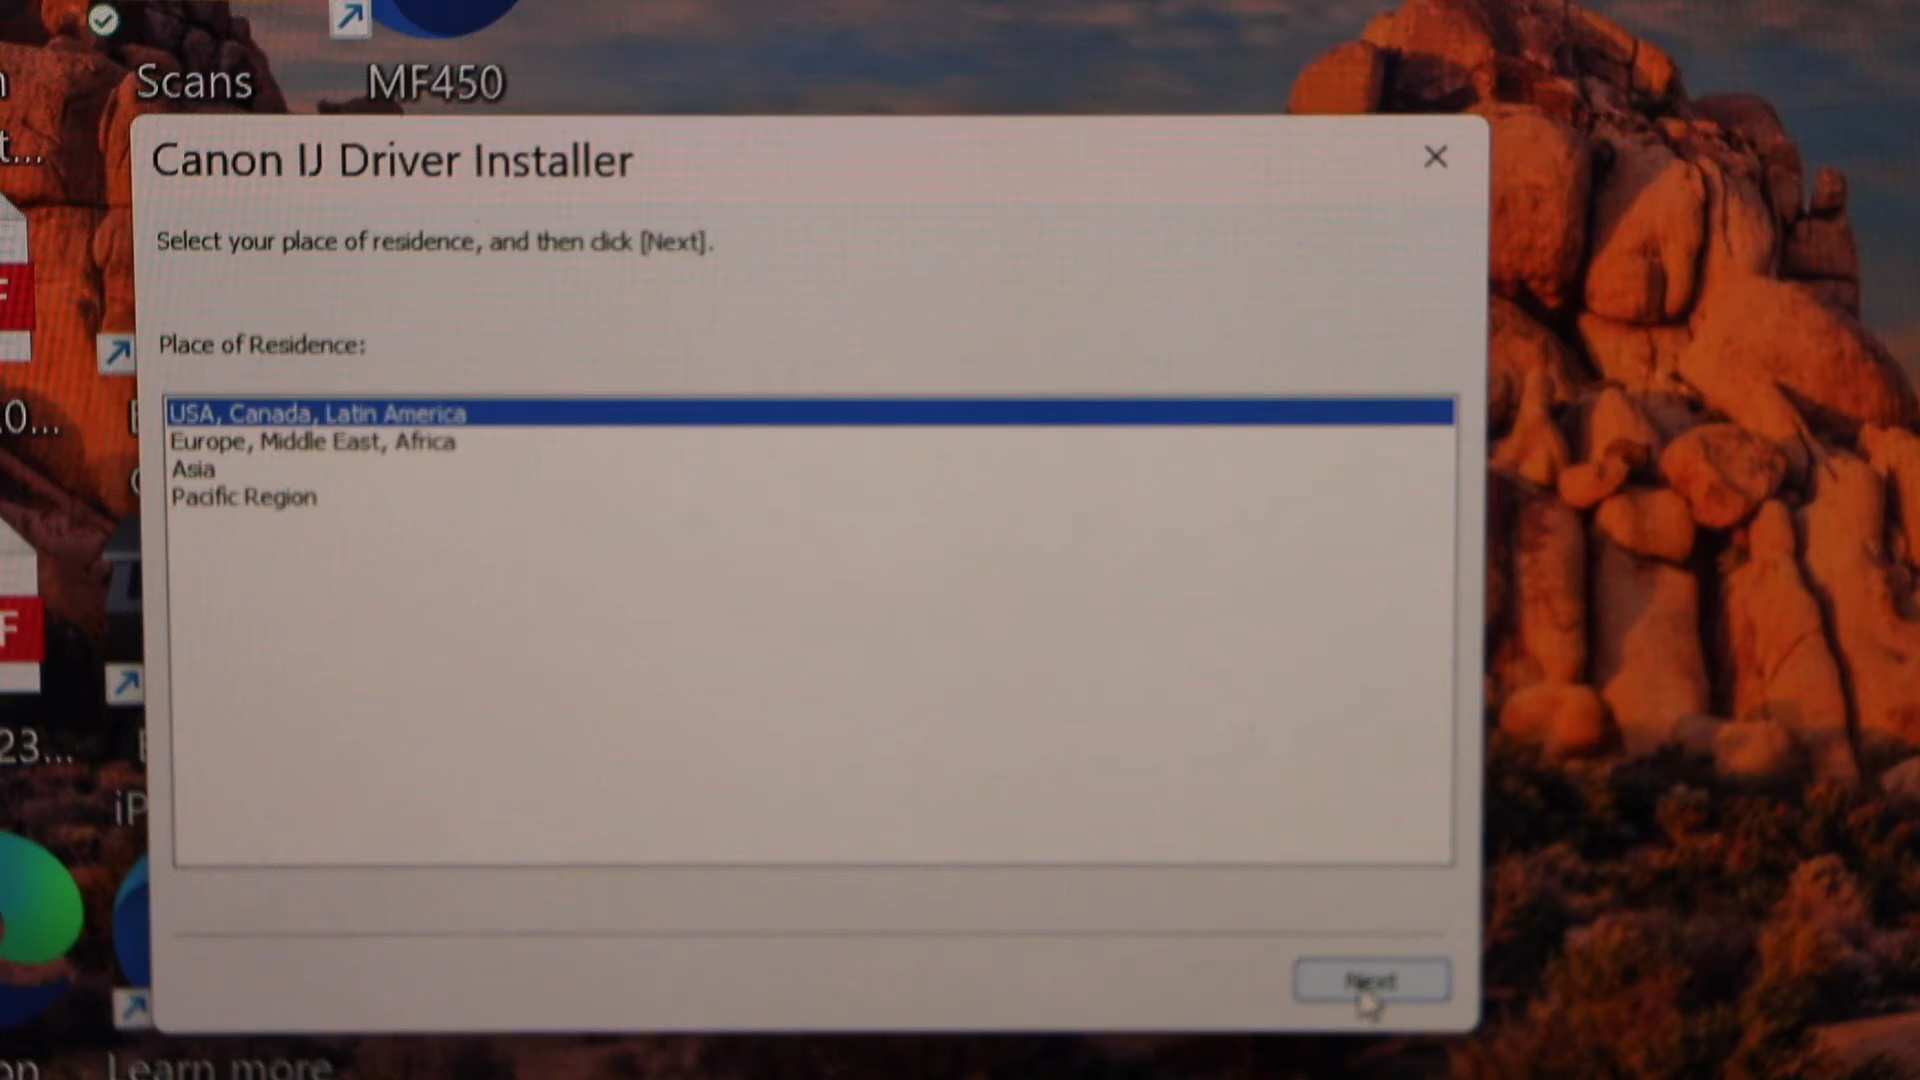 Scans
MF450
Canon IJ Driver Installer
Select your place of residence, and then click [Next].
Place of Residence:
USA, Canada, Latin America
Europe, Middle East, Africa
Asia
Pacific Region
Next
Learn more